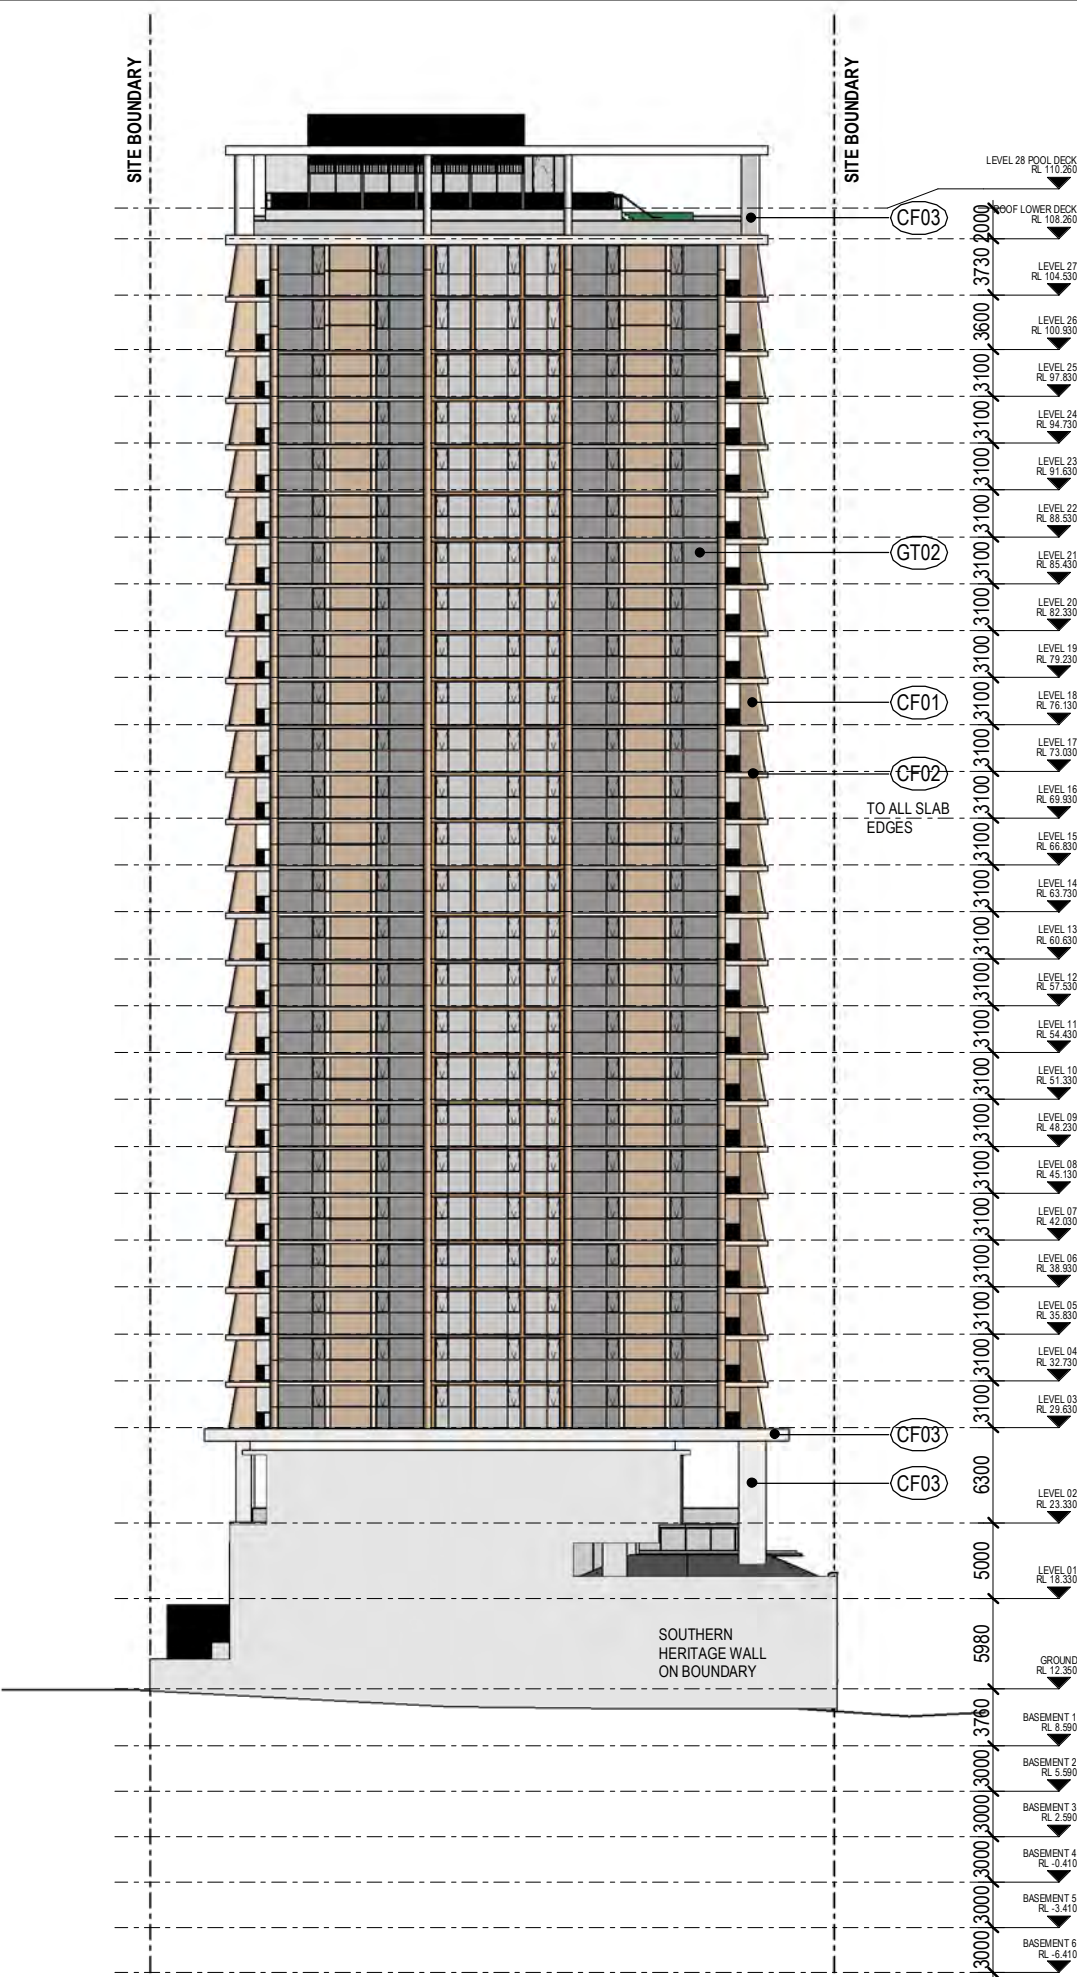 SITE BOUNDARY
SITE BOUNDARY
LEVEL 28 POOL DECK
RL 110.260
CF03
2000
ROOF LOWER DECK
RL 108.260
3730
LEVEL 27
RL 104.530
3600
LEVEL 26
RL 100.930
3100
LEVEL 25
RL 97.830
3100
LEVEL 24
RL 94.730
3100
LEVEL 23
RL 91.630
3100
LEVEL 22
RL 88.530
GT02
3100
LEVEL 21
RL 85.430
3100
LEVEL 20
RL 82.330
3100
LEVEL 19
RL 79.230
CF01
3100
LEVEL 18
RL 76.130
3100
LEVEL 17
RL 73.030
CF02
TO ALL SLAB
EDGES
3100
LEVEL 16
RL 69.930
3100
LEVEL 15
RL 66.830
3100
LEVEL 14
RL 63.730
3100
LEVEL 13
RL 60.630
3100
LEVEL 12
RL 57.530
3100
LEVEL 11
RL 54.430
3100
LEVEL 10
RL 51.330
3100
LEVEL 09
RL 48.230
3100
LEVEL 08
RL 45.130
3100
LEVEL 07
RL 42.030
3100
LEVEL 06
RL 38.930
3100
LEVEL 05
RL 35.830
3100
LEVEL 04
RL 32.730
3100
LEVEL 03
RL 29.630
CF03
CF03
6300
LEVEL 02
RL 23.330
5000
LEVEL 01
RL 18.330
SOUTHERN
HERITAGE WALL
ON BOUNDARY
5980
GROUND
RL 12.350
3760
BASEMENT 1
RL 8.590
3000
BASEMENT 2
RL 5.590
3000
BASEMENT 3
RL 2.590
3000
BASEMENT 4
RL -0.410
3000
BASEMENT 5
RL -3.410
3000
BASEMENT 6
RL -6.410